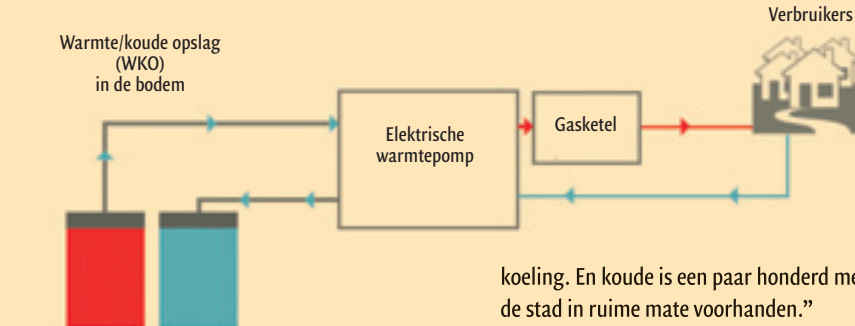 Verbruikers
Warmte/koude opslag
(WKO)
in de bodem
Elektrische
warmtepomp
Gasketel
koeling. En koude is een paar honderd
de stad in ruime mate voorhanden.”